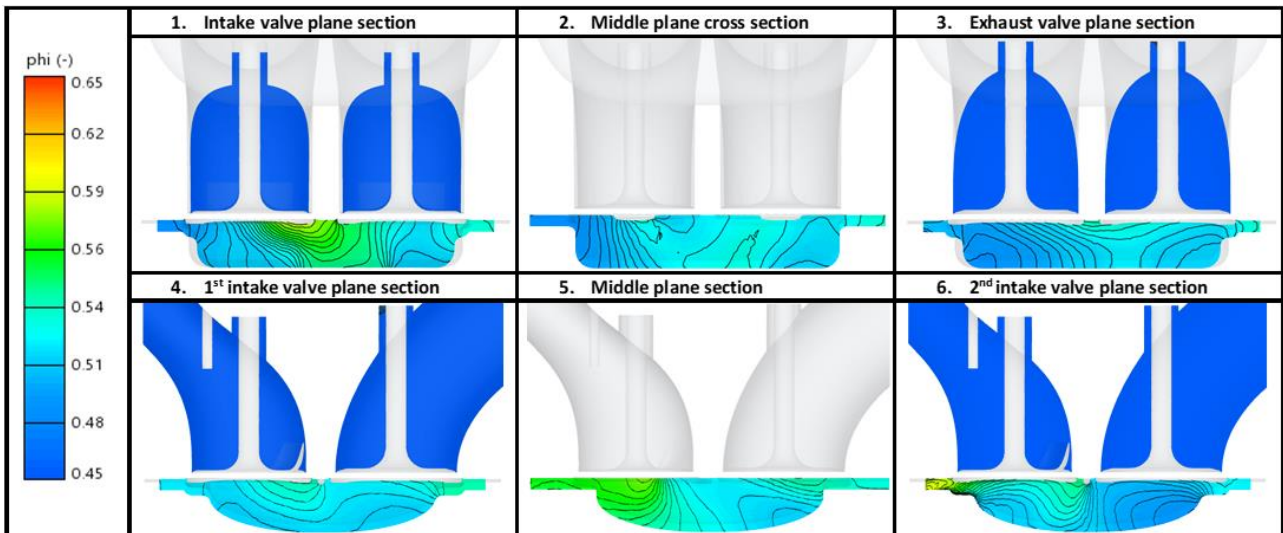 1. Intake valve plane section
2. Middle plane cross section
3. Exhaust valve plane section
phi (-)
0.65
0.62
0.59
0.56
0.54
0.51
0.48
0.45
4. 1st intake valve plane section
5. Middle plane section
6. 2nd intake valve plane section